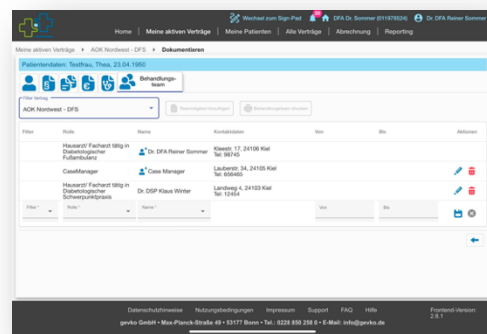 Wechsel zum Sign-Pad DFA Dr. Sommer (011979524) Dr. DFA Reiner Sommer
Home | Meine aktiven Verträge | Meine Patienten | Alle Verträge | Abrechnung | Reporting
Meine aktiven Verträge > AOK Nordwest - DFS > Dokumentieren
Patientendaten: Testfrau, Thea, 23.04.1950
Behandlungs-
team
Filter Vertrag
AOK Nordwest - DFS
Teammitglied hinzufügen
Behandlungsteam drucken
Filter Rolle Name Kontaktdaten Von Bis Aktionen
Hausarzt/ Facharzt tätig in
Diabetologischer
Fußambulanz
Dr. DFA Reiner Sommer
Kleestr. 17, 24106 Kiel
Tel: 98745
CaseManager
Case Manager
Lauberstr. 34, 24105 Kiel
Tel: 656465
Hausarzt/ Facharzt tätig in
Diabetologischer
Schwerpunktpraxis
Dr. DSP Klaus Winter
Landweg 4, 24103 Kiel
Tel: 12454
Filter * Rolle * Name * Von Bis
Datenschutzhinweise Nutzungsbedingungen Impressum Support FAQ Hilfe
Frontend-Version:
2.8.1
gevko GmbH • Max-Planck-Straße 49 • 53177 Bonn • Tel.: 0228 850 258 0 • E-Mail: info@gevko.de